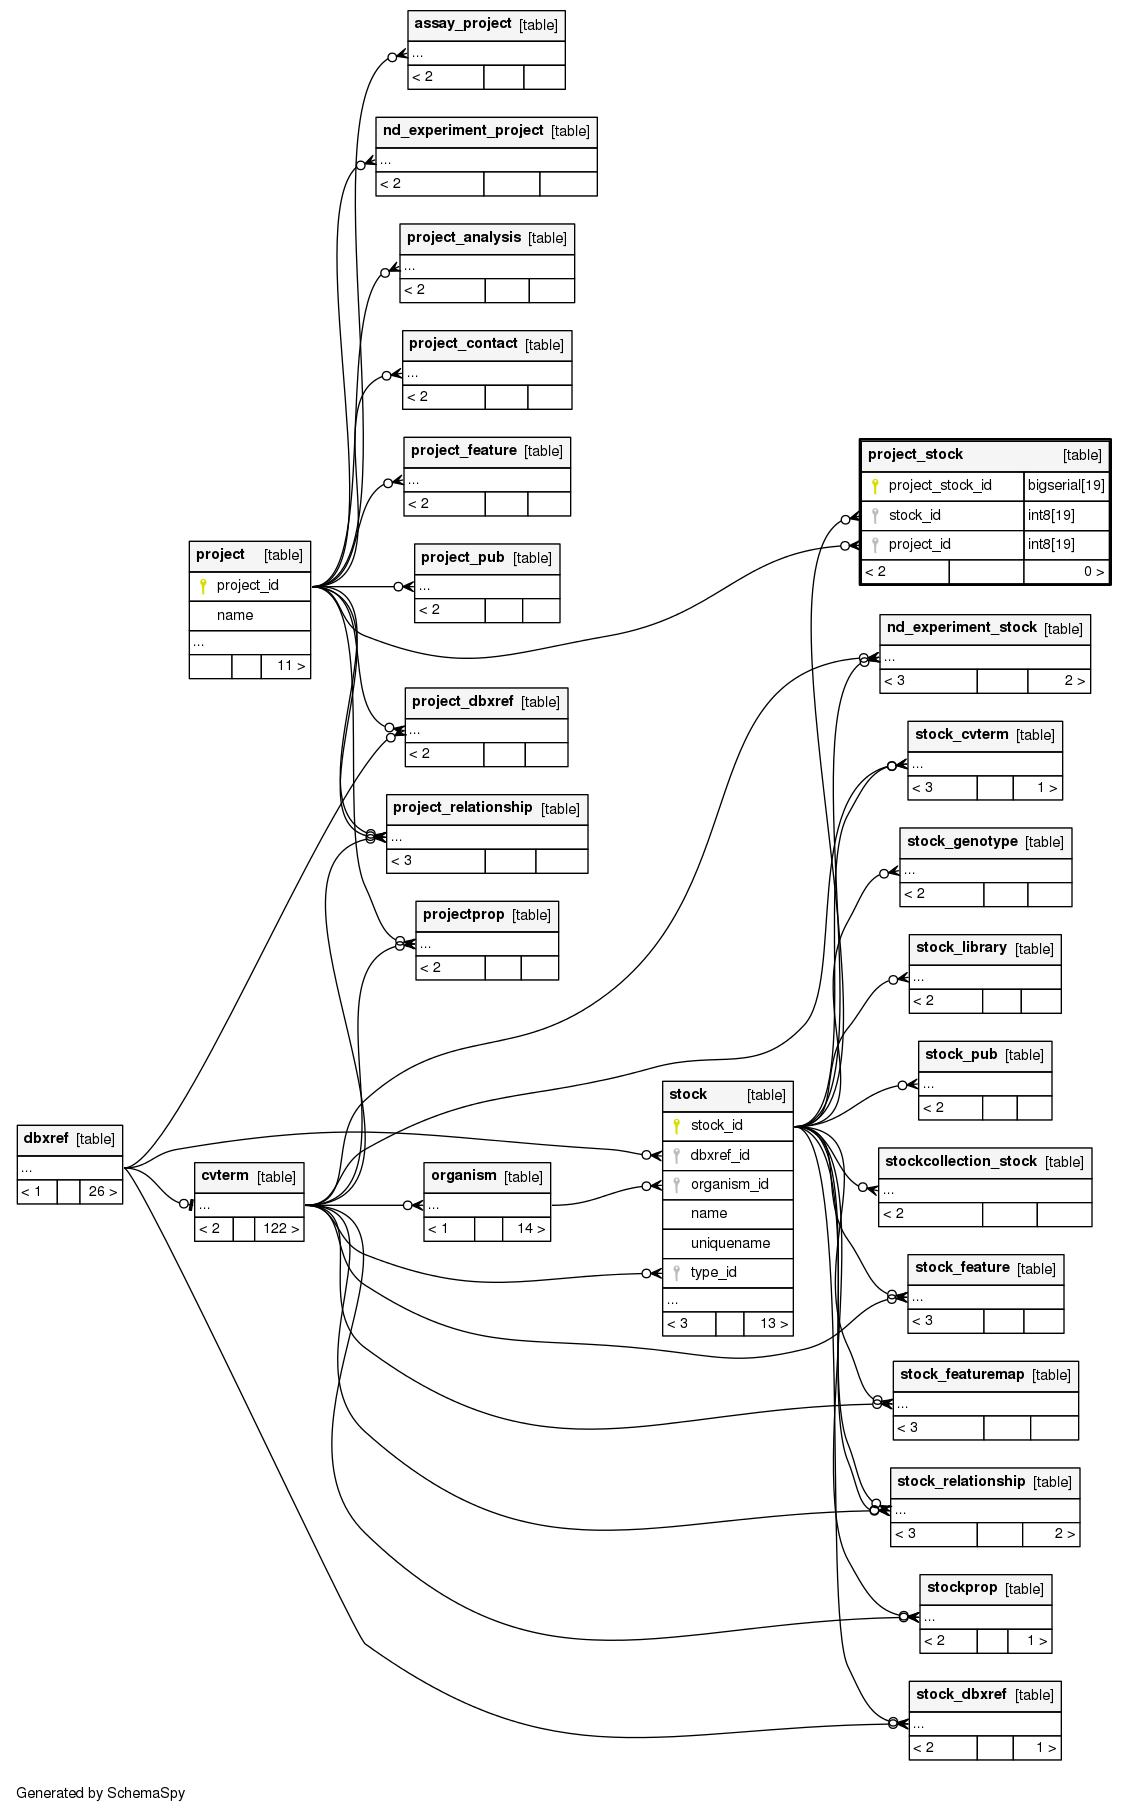 assay_project [table]
...
< 2
nd_experiment_project [table]
...
< 2
project_analysis [table]
...
< 2
project_contact [table]
...
< 2
project_feature [table]
...
< 2
project_stock [table]
project_stock_id bigserial[19]
stock_id int8[19]
project_id int8[19]
< 2 0 >
project [table]
project_id
name
...
11 >
project_pub [table]
...
< 2
nd_experiment_stock [table]
...
< 3 2 >
project_dbxref [table]
...
< 2
stock_cvterm [table]
...
< 3 1 >
project_relationship [table]
...
< 3
stock_genotype [table]
...
< 2
projectprop [table]
...
< 2
stock_library [table]
...
< 2
stock_pub [table]
...
< 2
dbxref [table]
...
< 1 26 >
cvterm [table]
...
< 2 122 >
organism [table]
...
< 1 14 >
stock [table]
stock_id
dbxref_id
organism_id
name
uniquename
type_id
...
< 3 13 >
stockcollection_stock [table]
...
< 2
stock_feature [table]
...
< 3
stock_featuremap [table]
...
< 3
stock_relationship [table]
...
< 3 2 >
stockprop [table]
...
< 2 1 >
stock_dbxref [table]
...
< 2 1 >
Generated by SchemaSpy